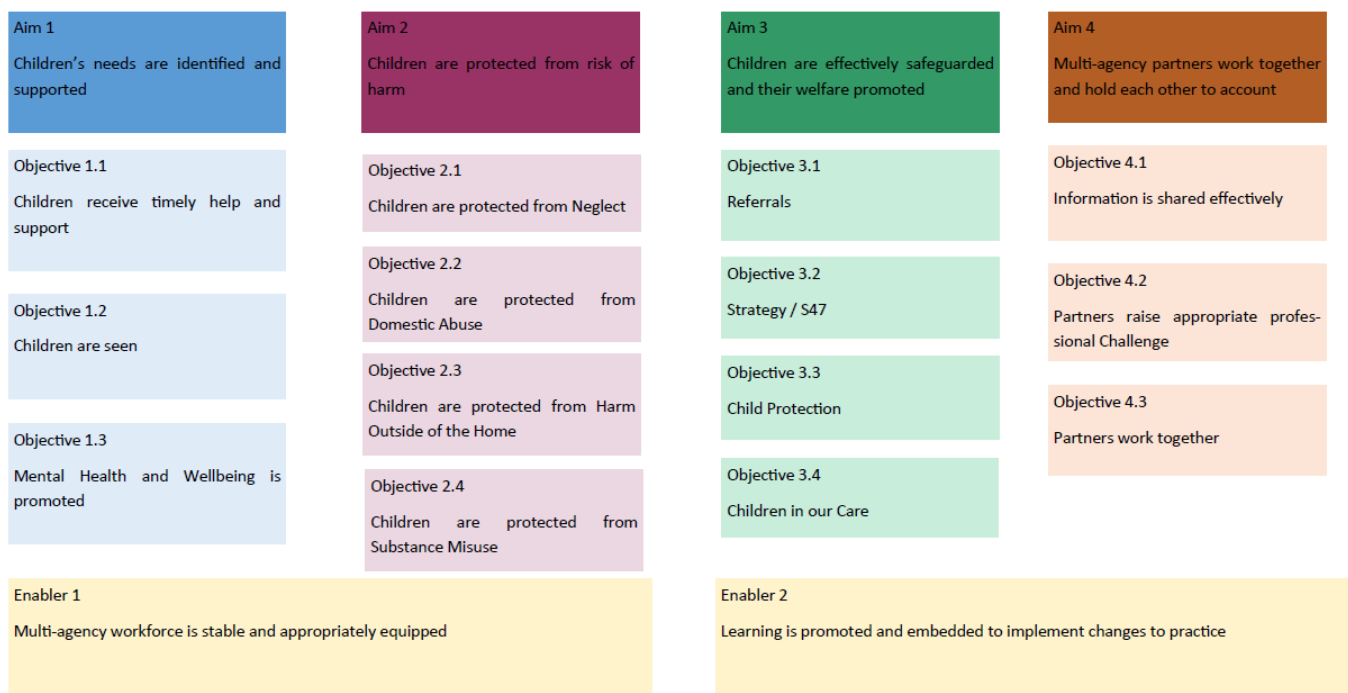 Aim 1
Children’s needs are identified and
supported
Objective 1.1
Children receive timely help and
support
Objective 1.2
Children are seen
Objective 1.3
Mental Health and Wellbeing is
promoted
Aim 2
Children are protected from risk of
harm
Objective 2.1
Children are protected from Neglect
Objective 2.2
Children are protected from
Domestic Abuse
Objective 2.3
Children are protected from Harm
Outside of the Home
Objective 2.4
Children are protected from
Substance Misuse
Aim 3
Children are effectively safeguarded
and their welfare promoted
Objective 3.1
Referrals
Objective 3.2
Strategy / S47
Objective 3.3
Child Protection
Objective 3.4
Children in our Care
Aim 4
Multi-agency partners work together
and hold each other to account
Objective 4.1
Information is shared effectively
Objective 4.2
Partners raise appropriate profes-
sional Challenge
Objective 4.3
Partners work together
Enabler 1
Multi-agency workforce is stable and appropriately equipped
Enabler 2
Learning is promoted and embedded to implement changes to practice